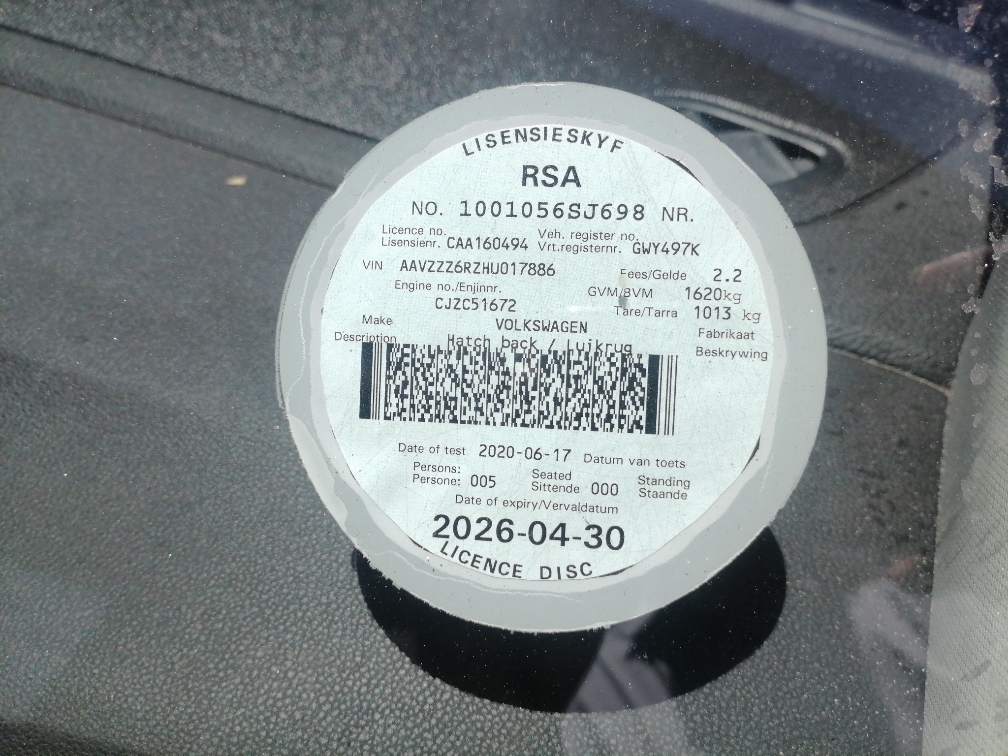 LISENSIESKYF
RSA
NO. 1001056SJ698 NR.
Licence no. Veh. register no.
Lisensienr. CAA160494 Vrt.registernr. GWY497K
VIN AAVZZZ6RZHU017886 Fees/Gelde 2.2
Engine no./Enjinnr. GVM/BVM 1620kg
CJZC51672 Tare/Tarra 1013 kg
Make VOLKSWAGEN Fabrikaat
Description Hatch back / Luikrug Beskrywing
Date of test 2020-06-17 Datum van toets
Persons: Seated Standing
Persone: 005 Sittende 000 Staande
Date of expiry/Vervaldatum
2026-04-30
LICENCE DISC